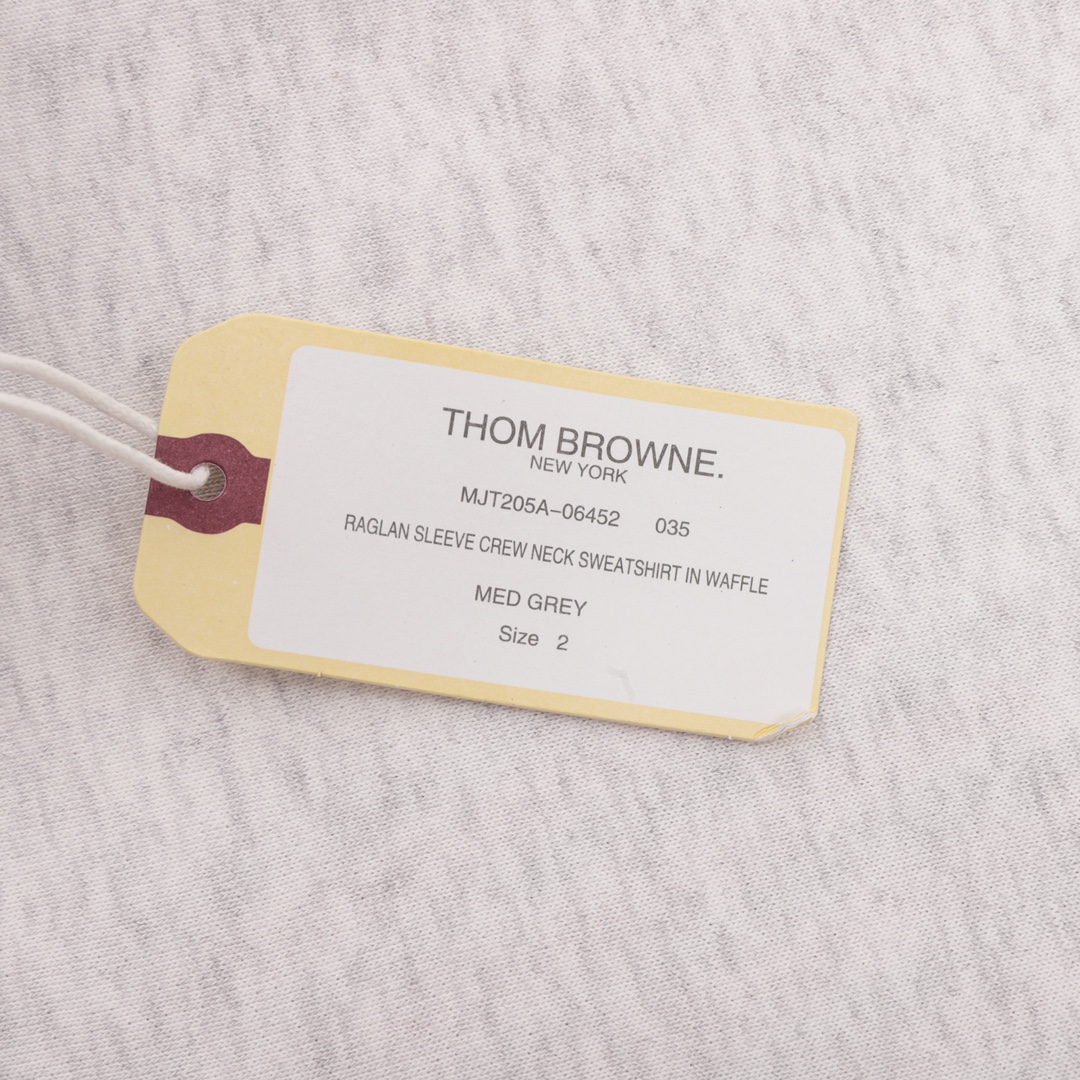 THOM BROWNE.
NEW YORK
MJT205A-06452 035
RAGLAN SLEEVE CREW NECK SWEATSHIRT IN WAFFLE
MED GREY
Size 2